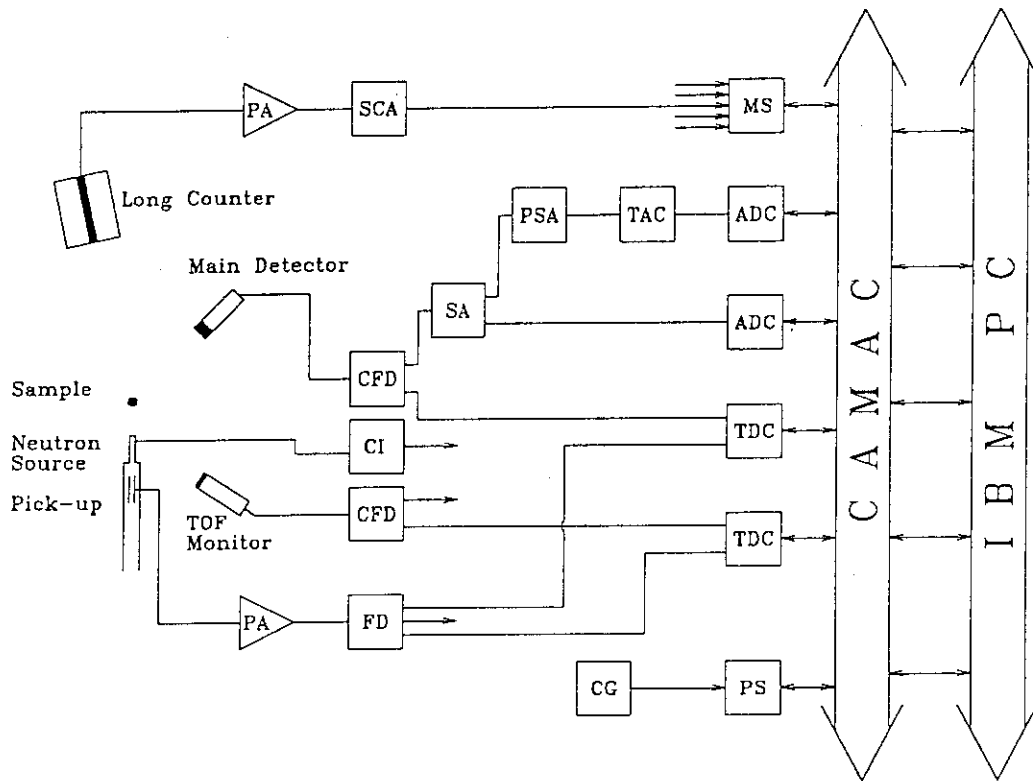 PA
SCA
MS
Long Counter
PSA
TAC
ADC
Main Detector
SA
ADC
CFD
Sample
TDC
Neutron
Source
CI
Pick-up
CFD
TOF
Monitor
TDC
PA
FD
CG
PS
CAMAC
IBM PC